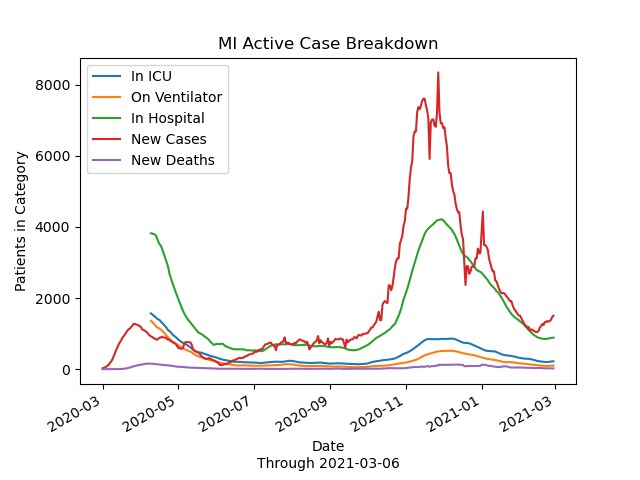 MI Active Case Breakdown
In ICU
On Ventilator
In Hospital
New Cases
New Deaths
Patients in Category
8000
6000
4000
2000
0
2020-03
2020-05
2020-07
2020-09
2020-11
2021-01
2021-03
Date
Through 2021-03-06